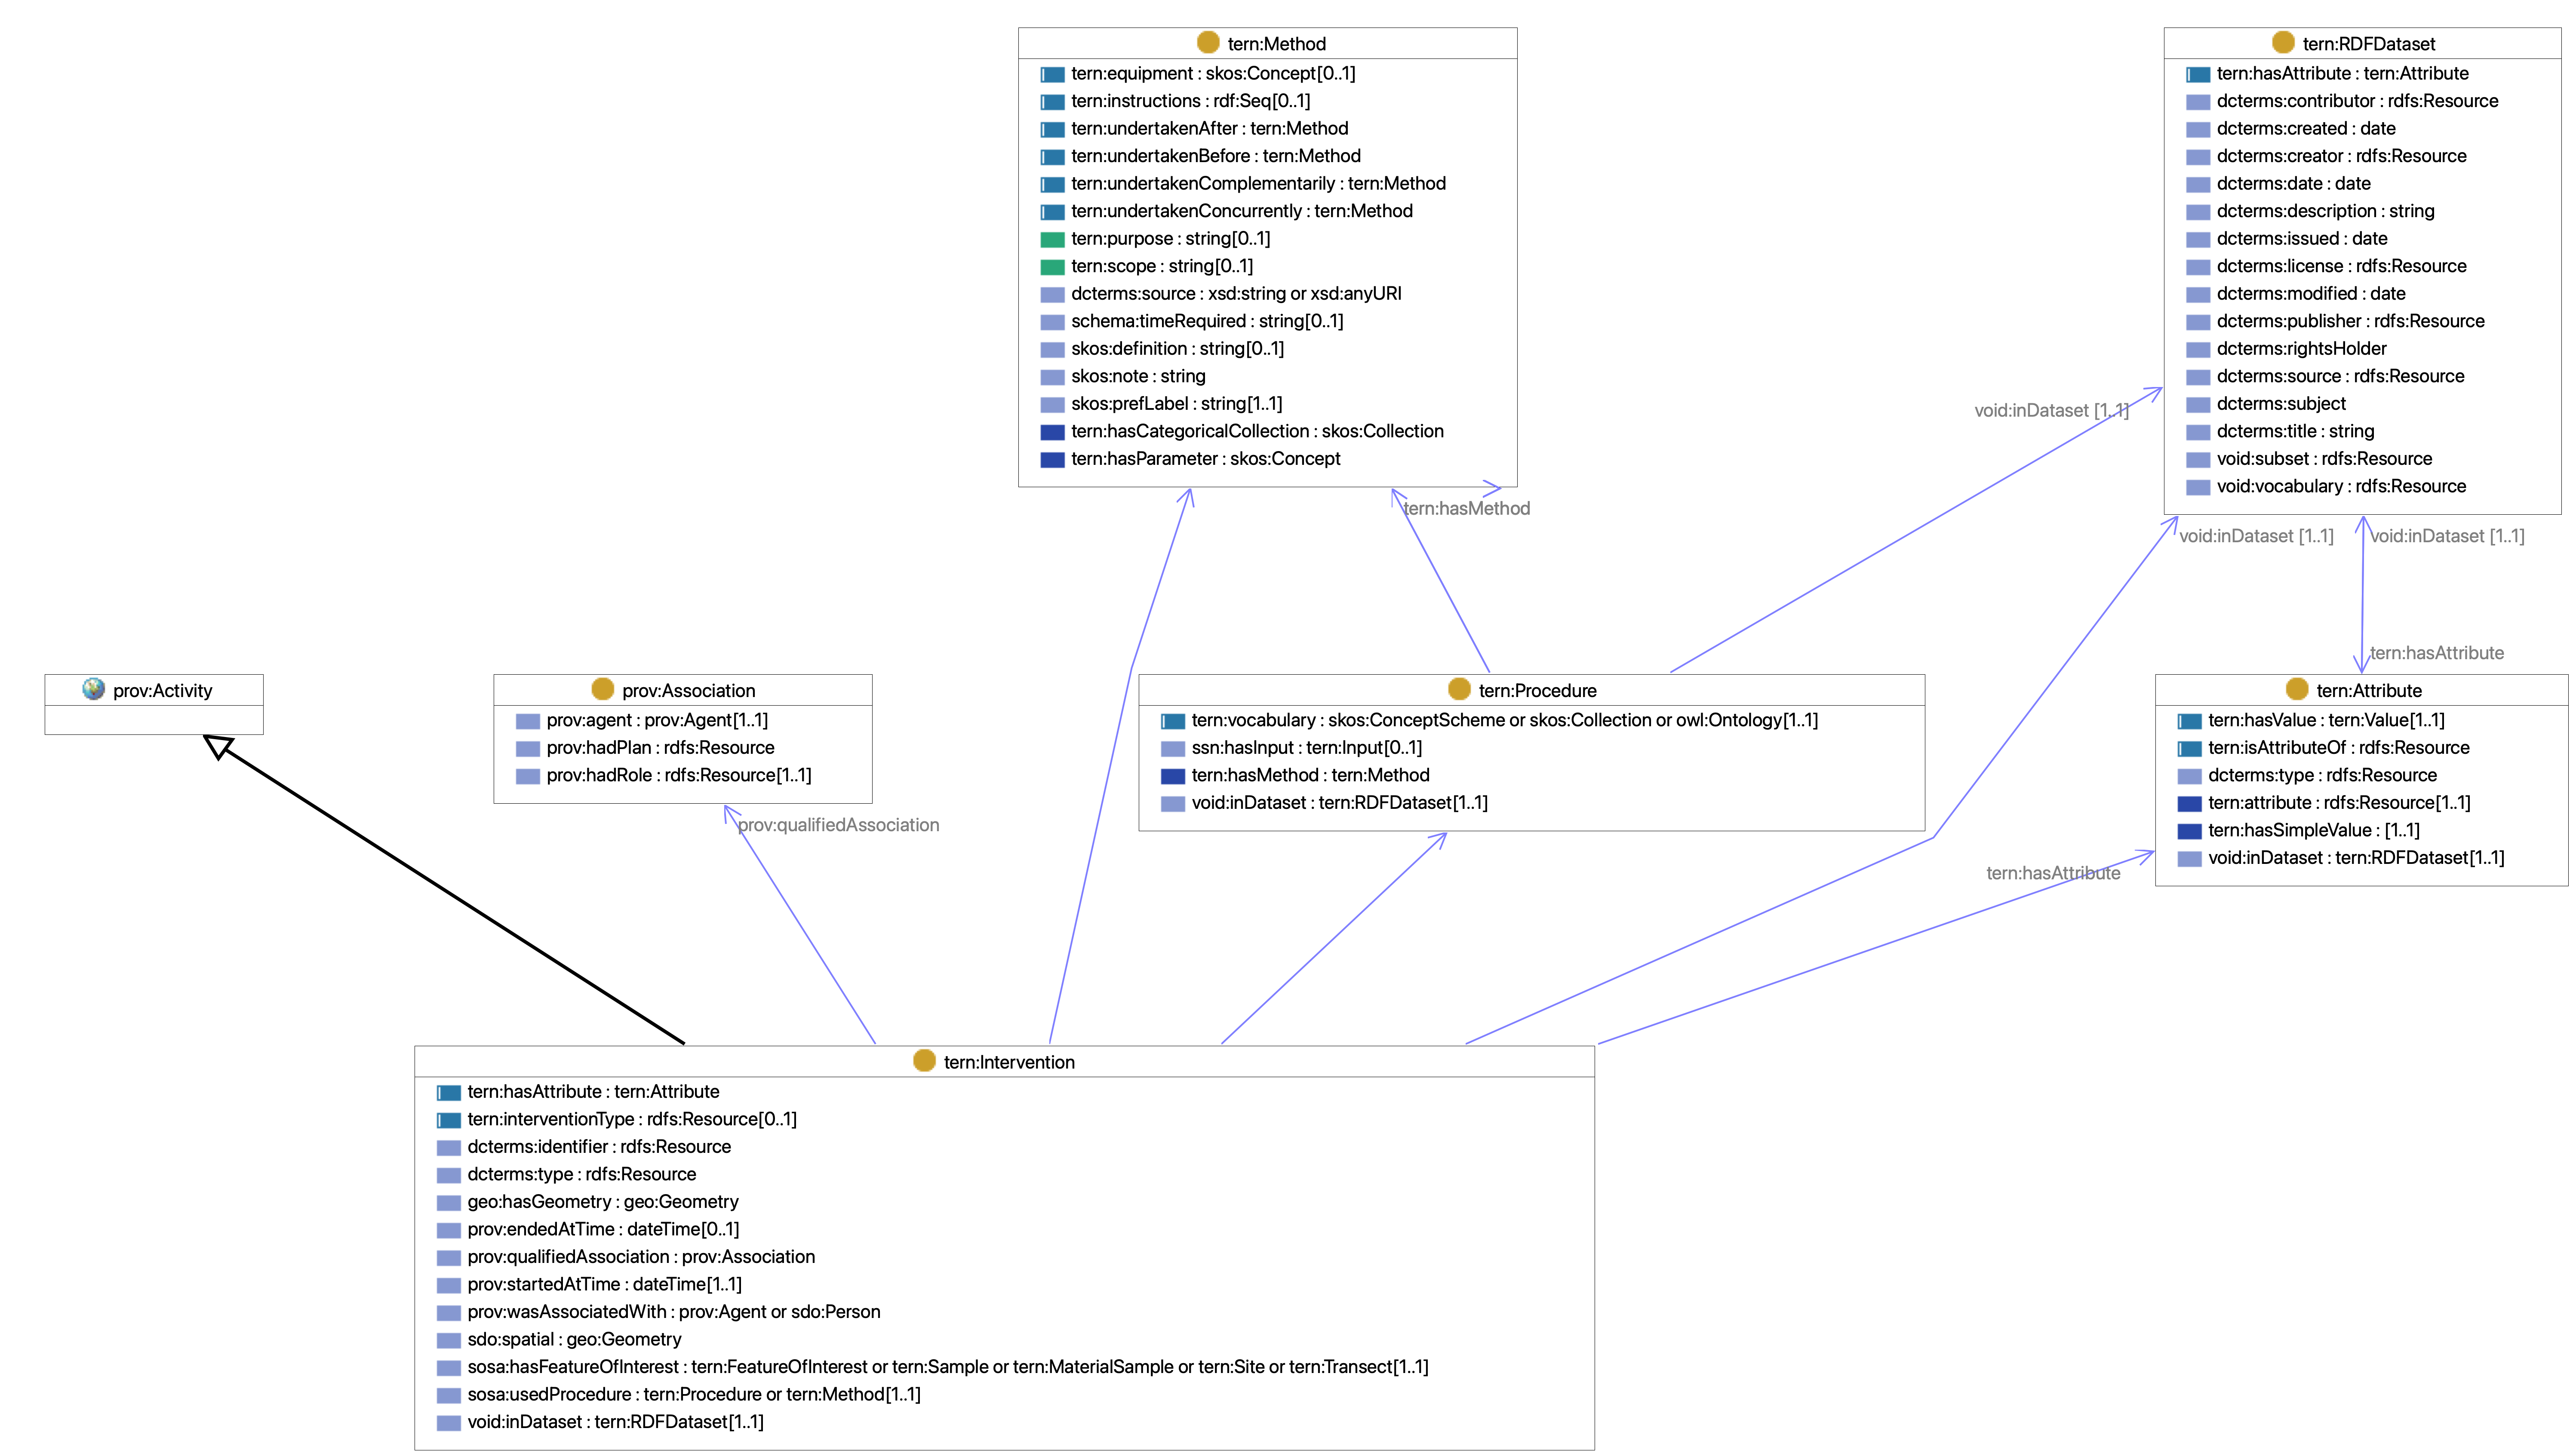 tern:Method
tern:equipment : skos:Concept[0..1]
tern:instructions : rdf:Seq[0..1]
tern:undertakenAfter : tern:Method
tern:undertakenBefore : tern:Method
tern:undertakenComplementarily : tern:Method
tern:undertakenConcurrently : tern:Method
tern:purpose : string[0..1]
tern:scope : string[0..1]
dcterms:source : xsd:string or xsd:anyURI
schema:timeRequired : string[0..1]
skos:definition : string[0..1]
skos:note : string
skos:prefLabel : string[1..1]
tern:hasCategoricalCollection : skos:Collection
tern:hasParameter : skos:Concept
tern:hasMethod
tern:RDFDataset
tern:hasAttribute : tern:Attribute
dcterms:contributor : rdfs:Resource
dcterms:created : date
dcterms:creator : rdfs:Resource
dcterms:date : date
dcterms:description : string
dcterms:issued : date
dcterms:license : rdfs:Resource
dcterms:modified : date
dcterms:publisher : rdfs:Resource
dcterms:rightsHolder
dcterms:source : rdfs:Resource
dcterms:subject
dcterms:title : string
void:subset : rdfs:Resource
void:vocabulary : rdfs:Resource
void:inDataset [1..1]
void:inDataset [1..1]
void:inDataset [1..1]
tern:hasAttribute
prov:Activity
prov:Association
prov:agent : prov:Agent[1..1]
prov:hadPlan : rdfs:Resource
prov:hadRole : rdfs:Resource[1..1]
prov:qualifiedAssociation
tern:Procedure
tern:vocabulary : skos:ConceptScheme or skos:Collection or owl:Ontology[1..1]
ssn:hasInput : tern:Input[0..1]
tern:hasMethod : tern:Method
void:inDataset : tern:RDFDataset[1..1]
tern:Attribute
tern:hasValue : tern:Value[1..1]
tern:isAttributeOf : rdfs:Resource
dcterms:type : rdfs:Resource
tern:attribute : rdfs:Resource[1..1]
tern:hasSimpleValue : [1..1]
void:inDataset : tern:RDFDataset[1..1]
tern:hasAttribute
tern:Intervention
tern:hasAttribute : tern:Attribute
tern:interventionType : rdfs:Resource[0..1]
dcterms:identifier : rdfs:Resource
dcterms:type : rdfs:Resource
geo:hasGeometry : geo:Geometry
prov:endedAtTime : dateTime[0..1]
prov:qualifiedAssociation : prov:Association
prov:startedAtTime : dateTime[1..1]
prov:wasAssociatedWith : prov:Agent or sdo:Person
sdo:spatial : geo:Geometry
sosa:hasFeatureOfInterest : tern:FeatureOfInterest or tern:Sample or tern:MaterialSample or tern:Site or tern:Transect[1..1]
sosa:usedProcedure : tern:Procedure or tern:Method[1..1]
void:inDataset : tern:RDFDataset[1..1]